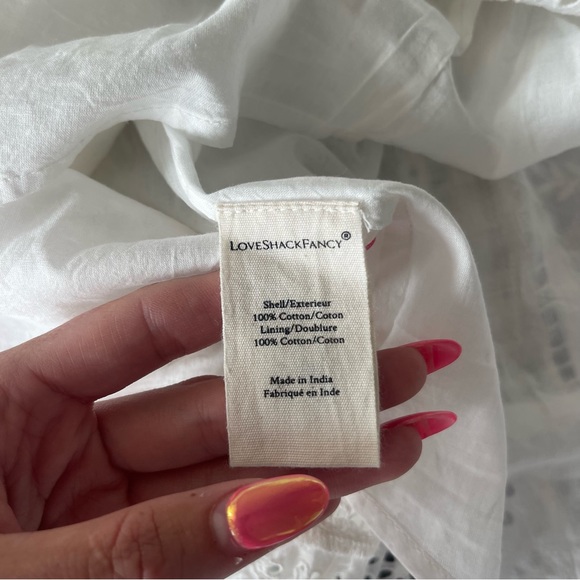 LoveShackFancy®
Shell/Exterieur
100% Cotton/Coton
Lining/Doublure
100% Cotton/Coton
Made in India
Fabriqué en Inde